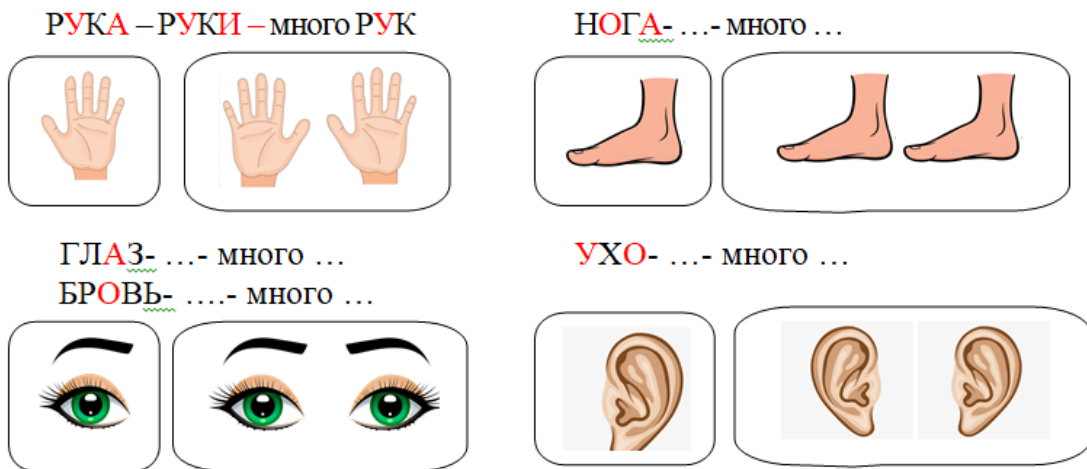 РУКА – РУКИ – много РУК
НОГА- …- много …
ГЛАЗ- …- много …
БРОВЬ- ….- много …
УХО- …- много …